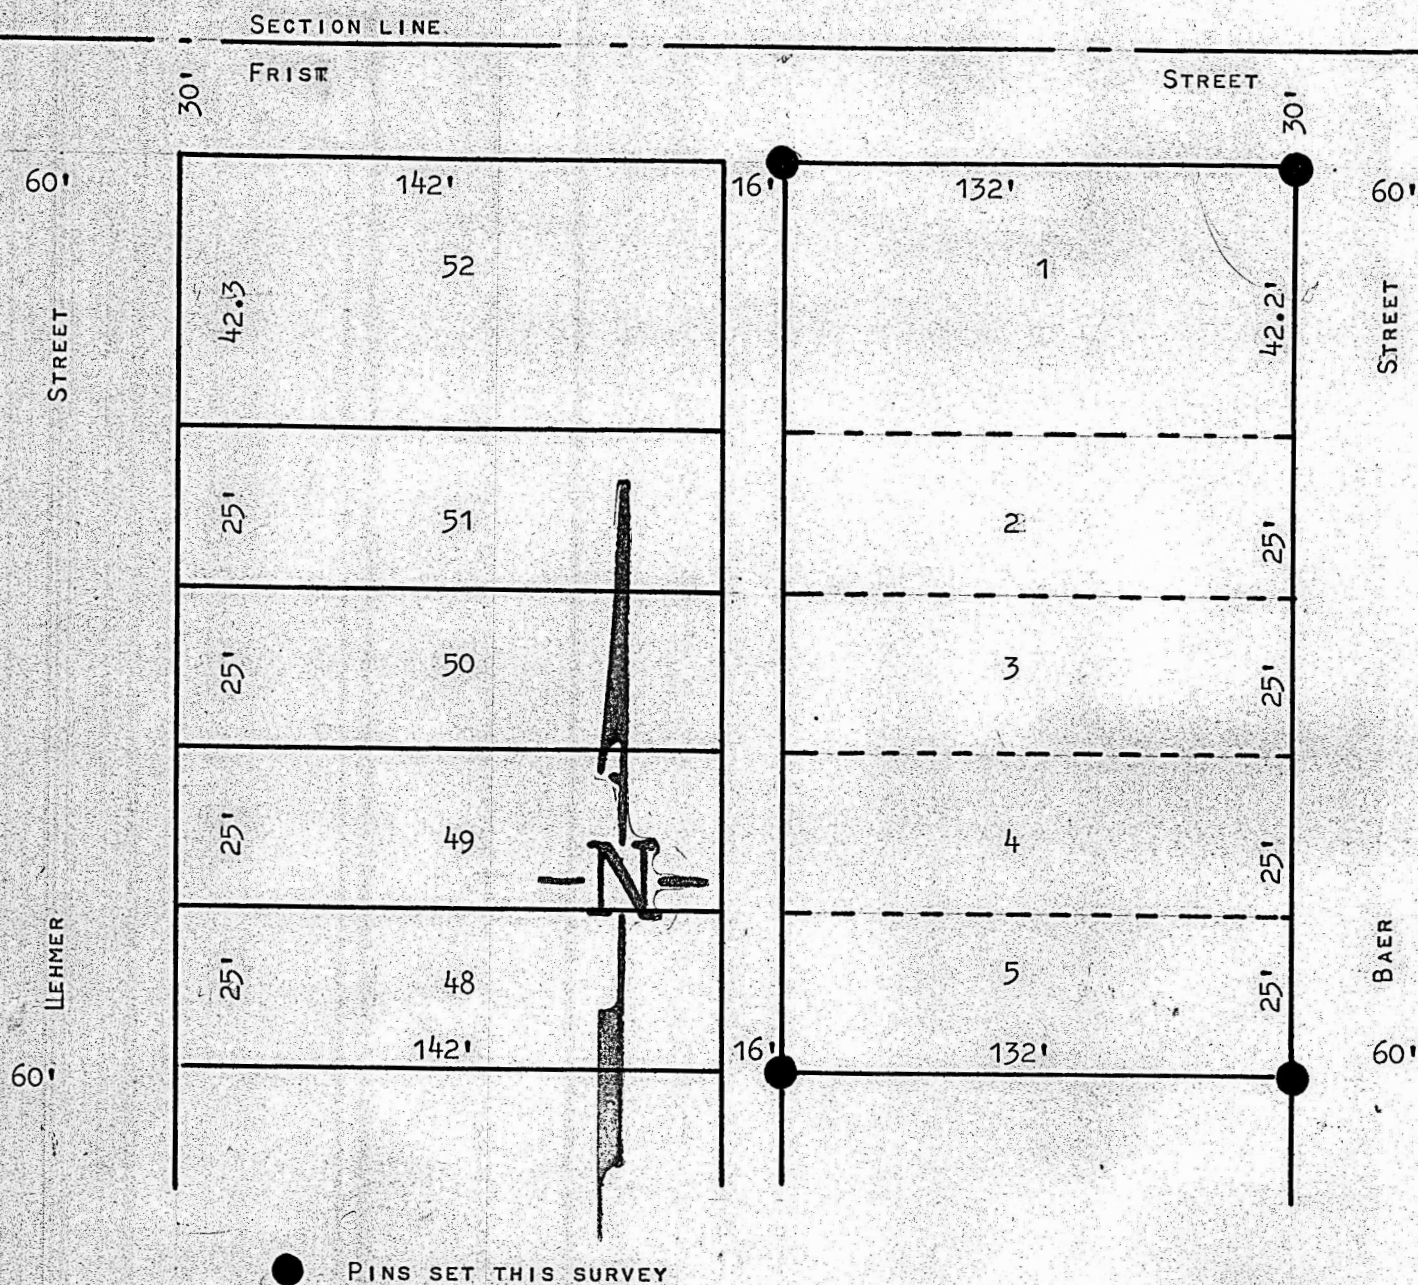 SECTION LINE
FRIST STREET
30' 30'
60' 142' 16' 132' 60'
52 1
42.3 42.2'
STREET STREET
25' 51 2 25'
25' 50 3 25'
25' 49 4 25'
N
LEHMER BAER
25' 48 5 25'
142' 16' 132' 60'
60'
PINS SET THIS SURVEY